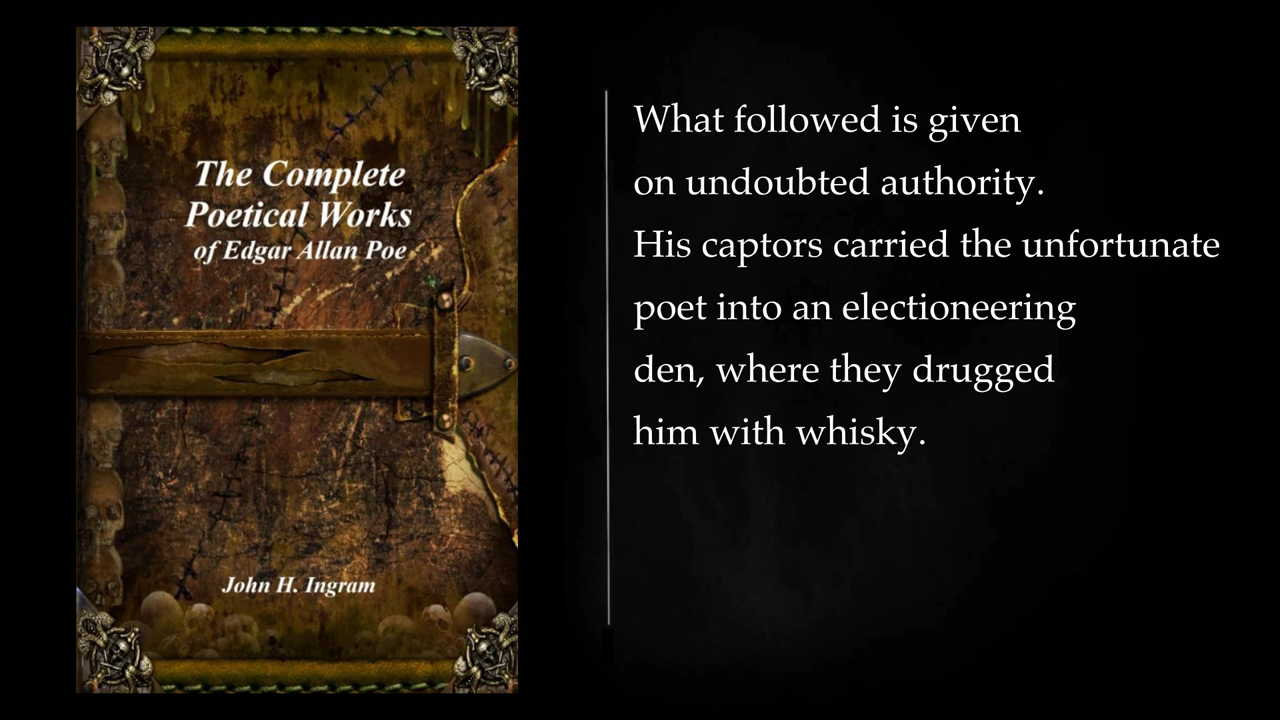 The Complete
Poetical Works
of Edgar Allan Poe
John H. Ingram
What followed is given
on undoubted authority.
His captors carried the unfortunate
poet into an electioneering
den, where they drugged
him with whisky.